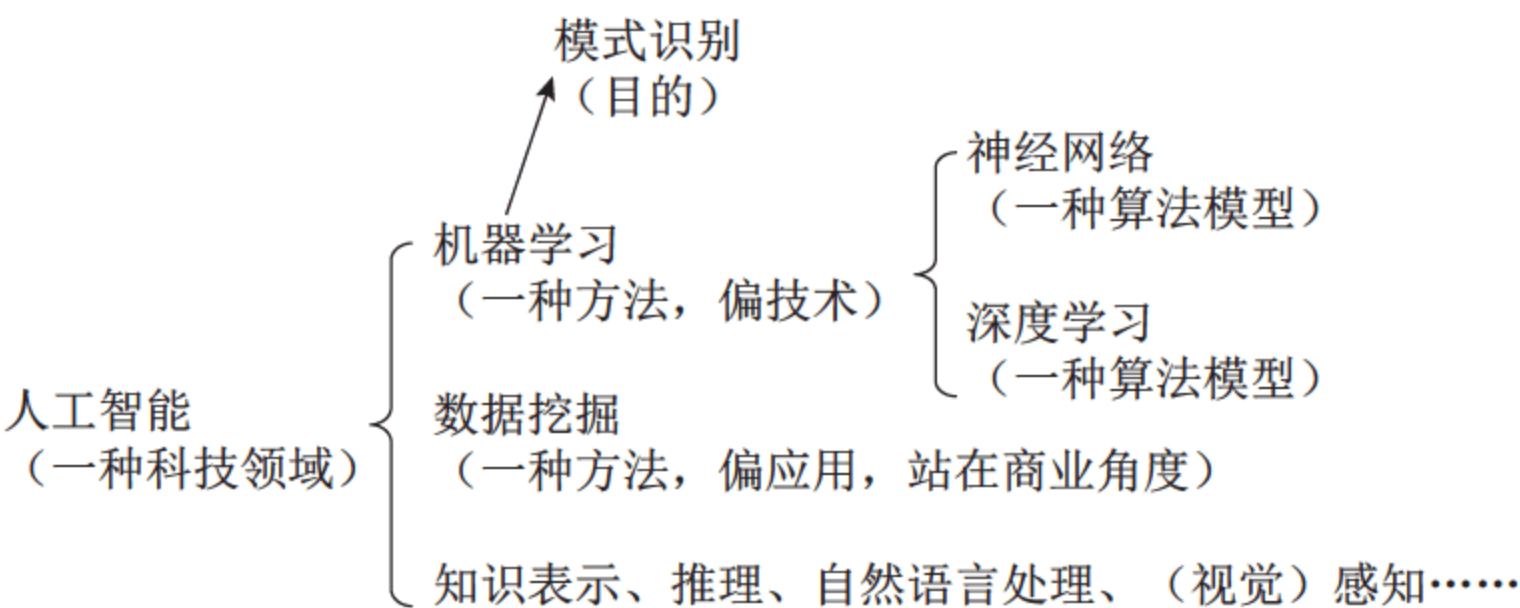 模式识别
（目的）
神经网络
（一种算法模型）
机器学习
（一种方法，偏技术）
深度学习
（一种算法模型）
人工智能
（一种科技领域）
数据挖掘
（一种方法，偏应用，站在商业角度）
知识表示、推理、自然语言处理、（视觉）感知……